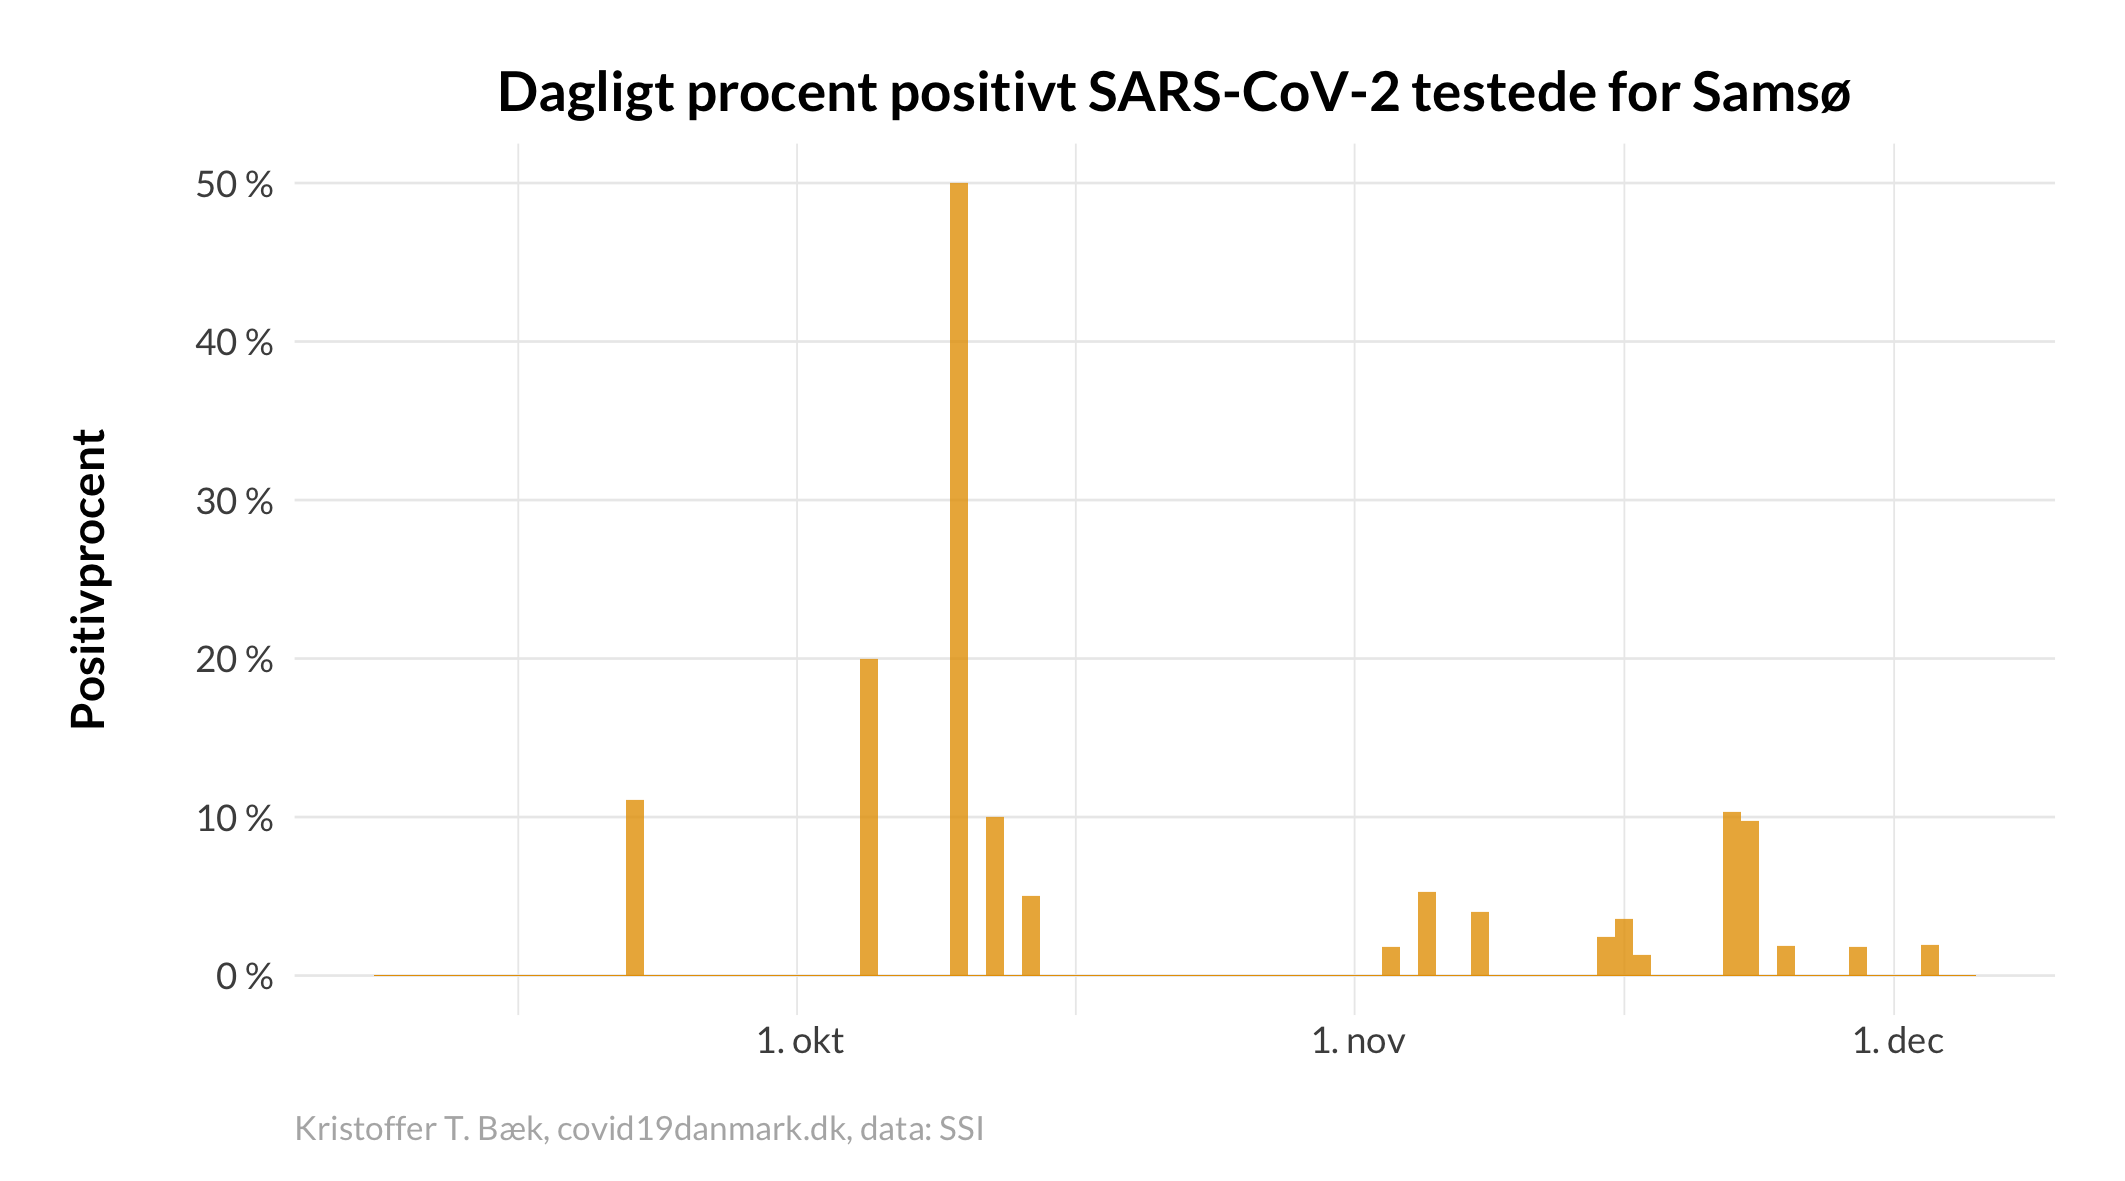 Dagligt procent positivt SARS-CoV-2 testede for Samsø
Positivprocent
50 %
40 %
30 %
20 %
10 %
0 %
1. okt
1. nov
1. dec
Kristoffer T. Bæk, covid19danmark.dk, data: SSI